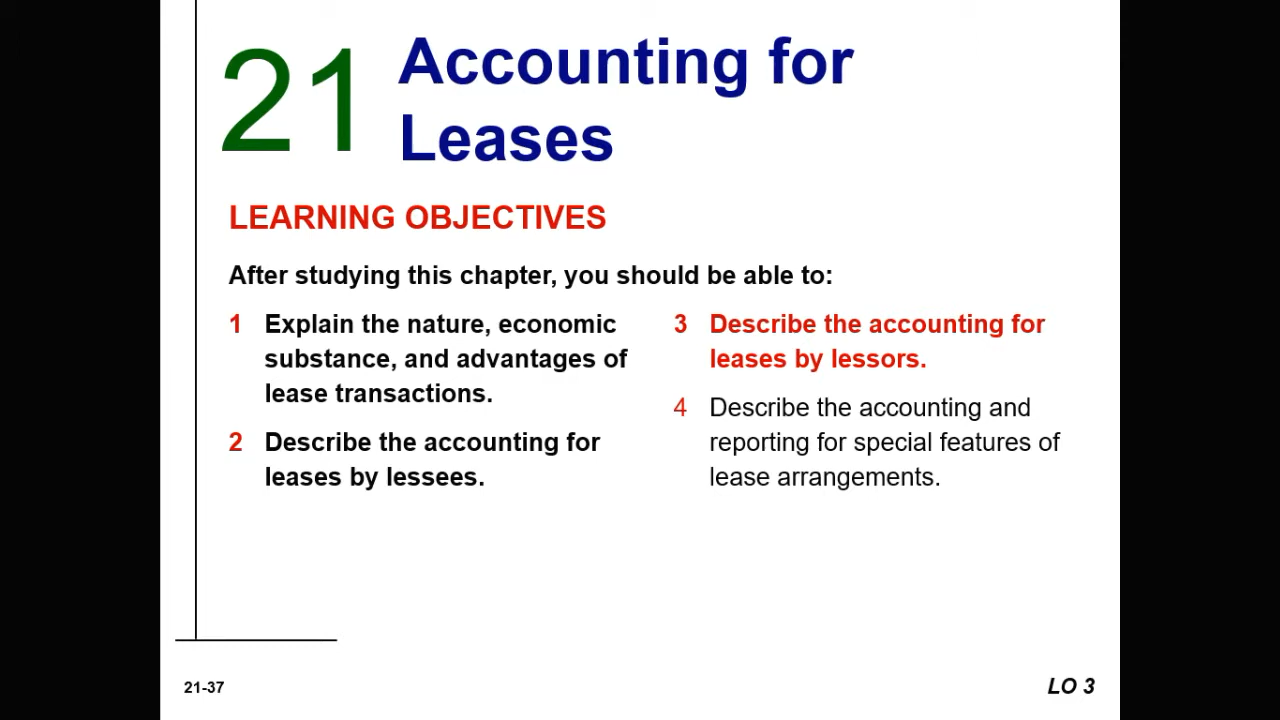 21
Accounting for
Leases
LEARNING OBJECTIVES
After studying this chapter, you should be able to:
1 Explain the nature, economic
substance, and advantages of
lease transactions.
2 Describe the accounting for
leases by lessees.
3 Describe the accounting for
leases by lessors.
4 Describe the accounting and
reporting for special features of
lease arrangements.
21-37
LO 3